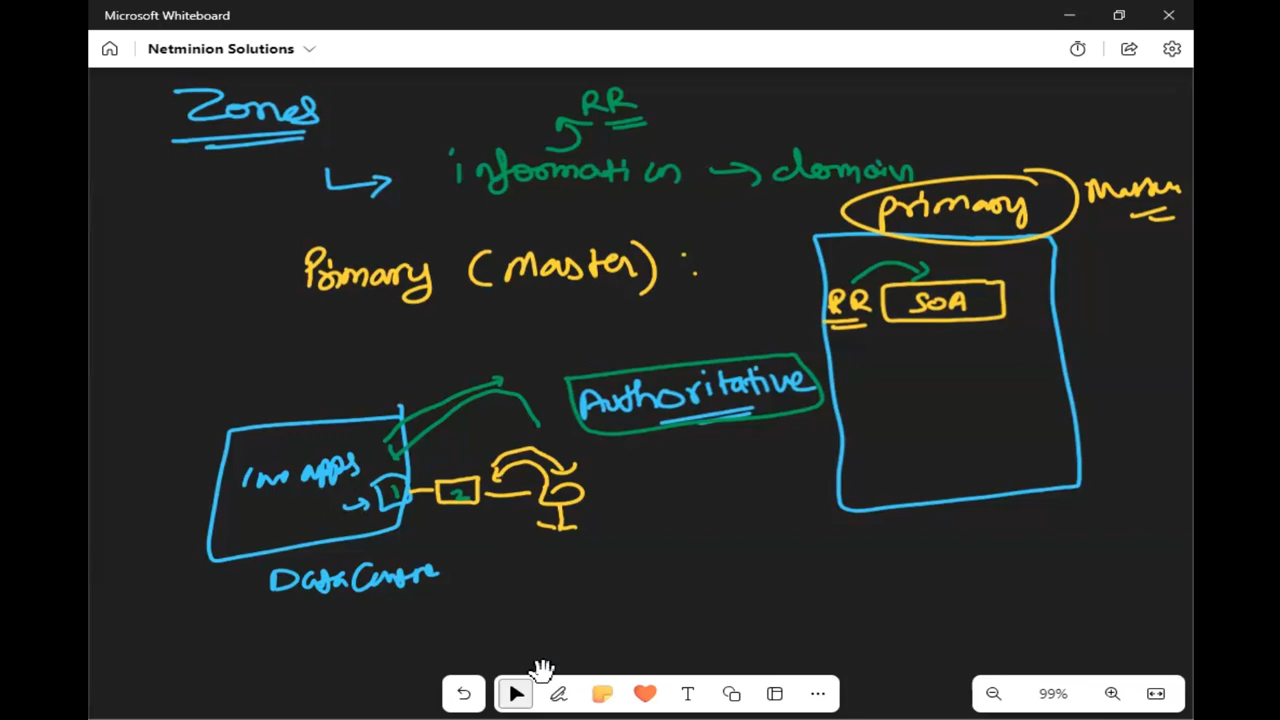 Microsoft Whiteboard
Netminion Solutions
Zones
RR
information → domain
primary
Master
Primary (Master) :
RR SOA
Authoritative
apps
1
2
Data Centre
99%